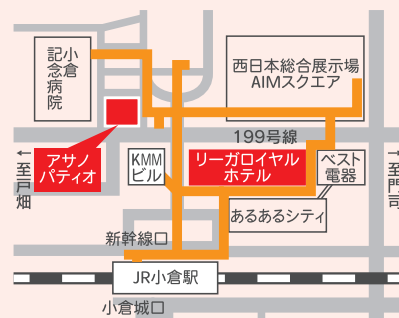 小倉
記念病院
西日本総合展示場
AIMスクエア
199号線
←至戸畑
アサノ
パティオ
KMM
ビル
リーガロイヤル
ホテル
ベスト
電器
→至門司
あるあるシティ
新幹線口
JR小倉駅
小倉城口